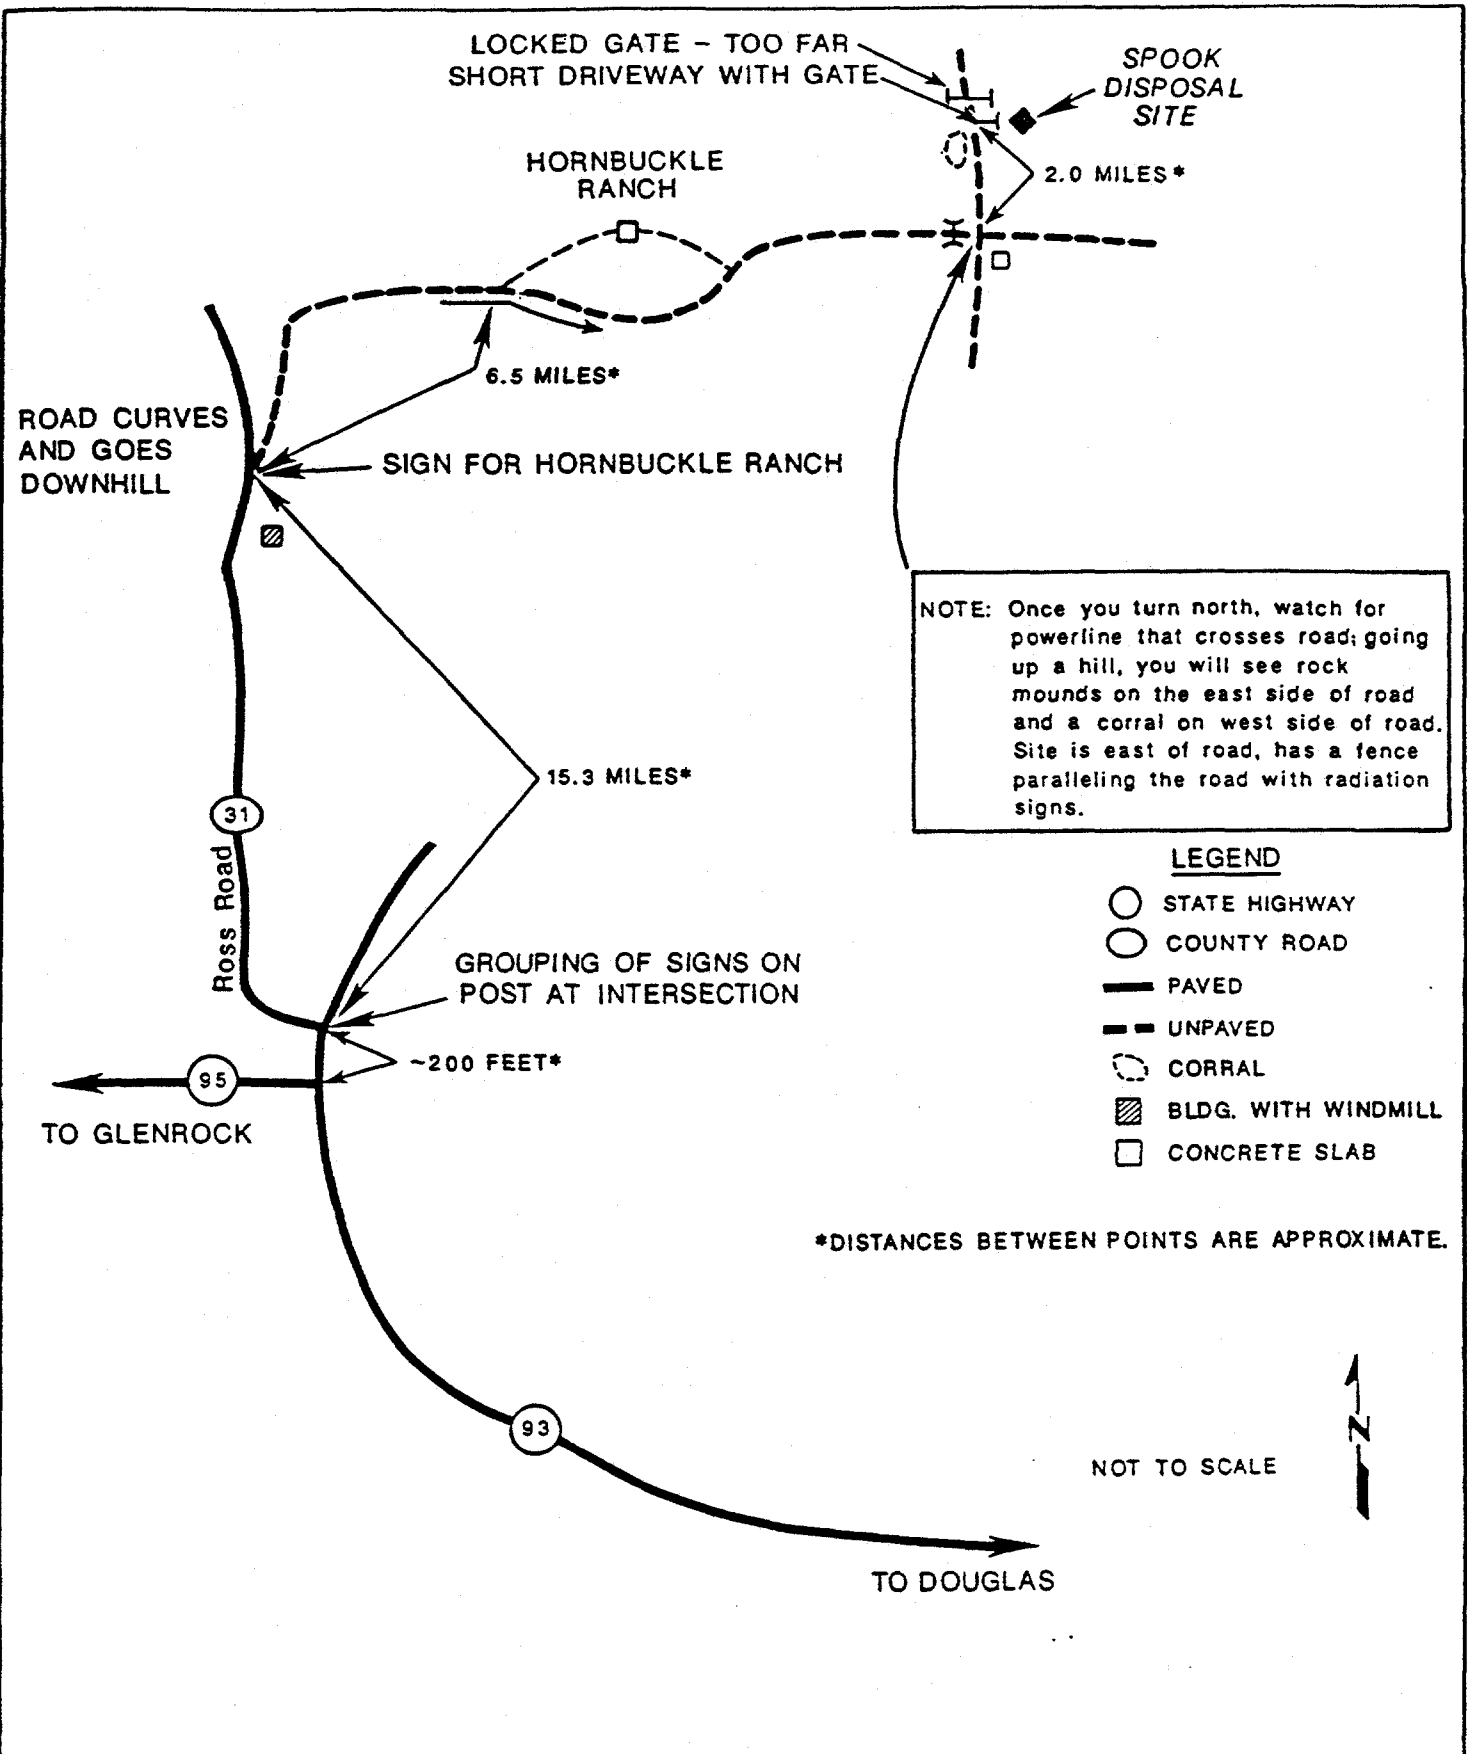 LOCKED GATE - TOO FAR
SHORT DRIVEWAY WITH GATE
SPOOK
DISPOSAL
SITE
HORNBUCKLE
RANCH
2.0 MILES*
6.5 MILES*
ROAD CURVES
AND GOES
DOWNHILL
SIGN FOR HORNBUCKLE RANCH
NOTE: Once you turn north, watch for
powerline that crosses road; going
up a hill, you will see rock
mounds on the east side of road
and a corral on west side of road.
Site is east of road, has a fence
paralleling the road with radiation
signs.
15.3 MILES*
31
Ross Road
LEGEND
STATE HIGHWAY
COUNTY ROAD
PAVED
UNPAVED
CORRAL
BLDG. WITH WINDMILL
CONCRETE SLAB
GROUPING OF SIGNS ON
POST AT INTERSECTION
~200 FEET*
95
TO GLENROCK
*DISTANCES BETWEEN POINTS ARE APPROXIMATE.
93
N
NOT TO SCALE
TO DOUGLAS